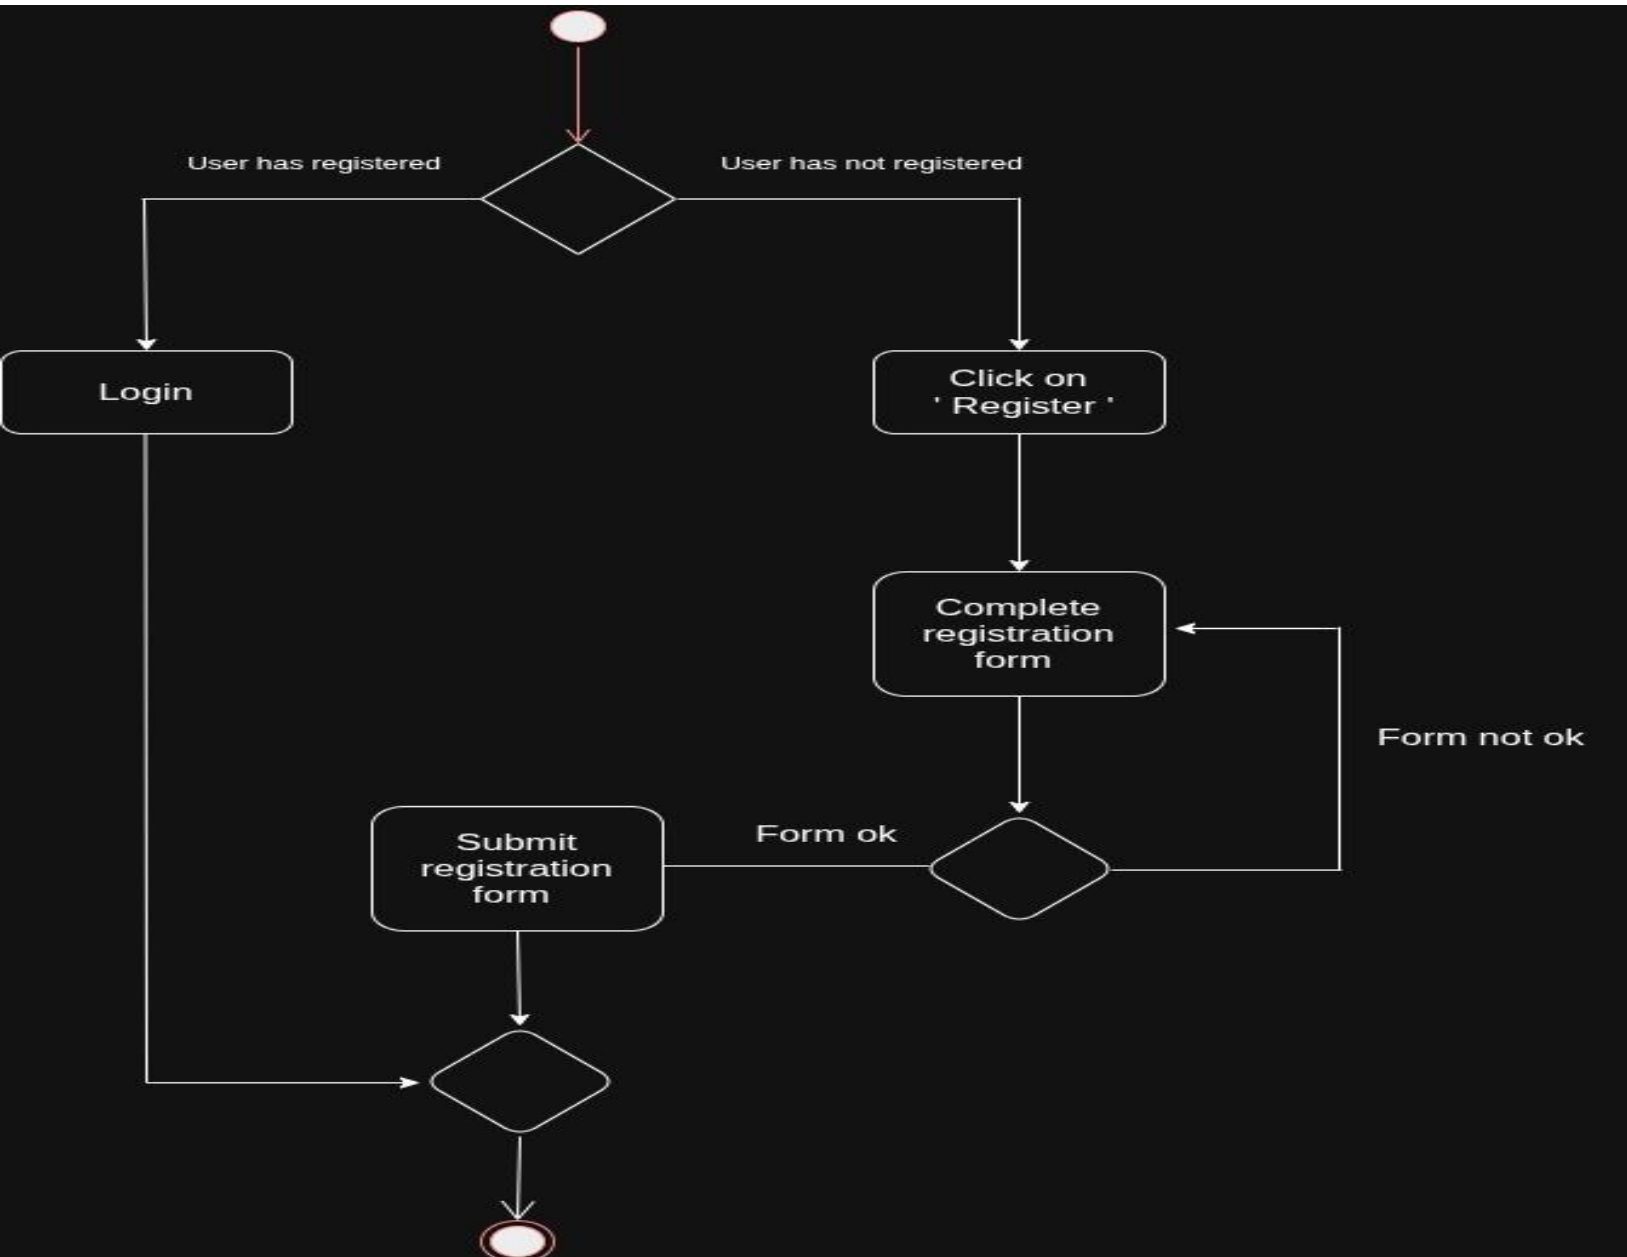 User has registered
User has not registered
Login
Click on
' Register '
Complete
registration
form
Form not ok
Form ok
Submit
registration
form